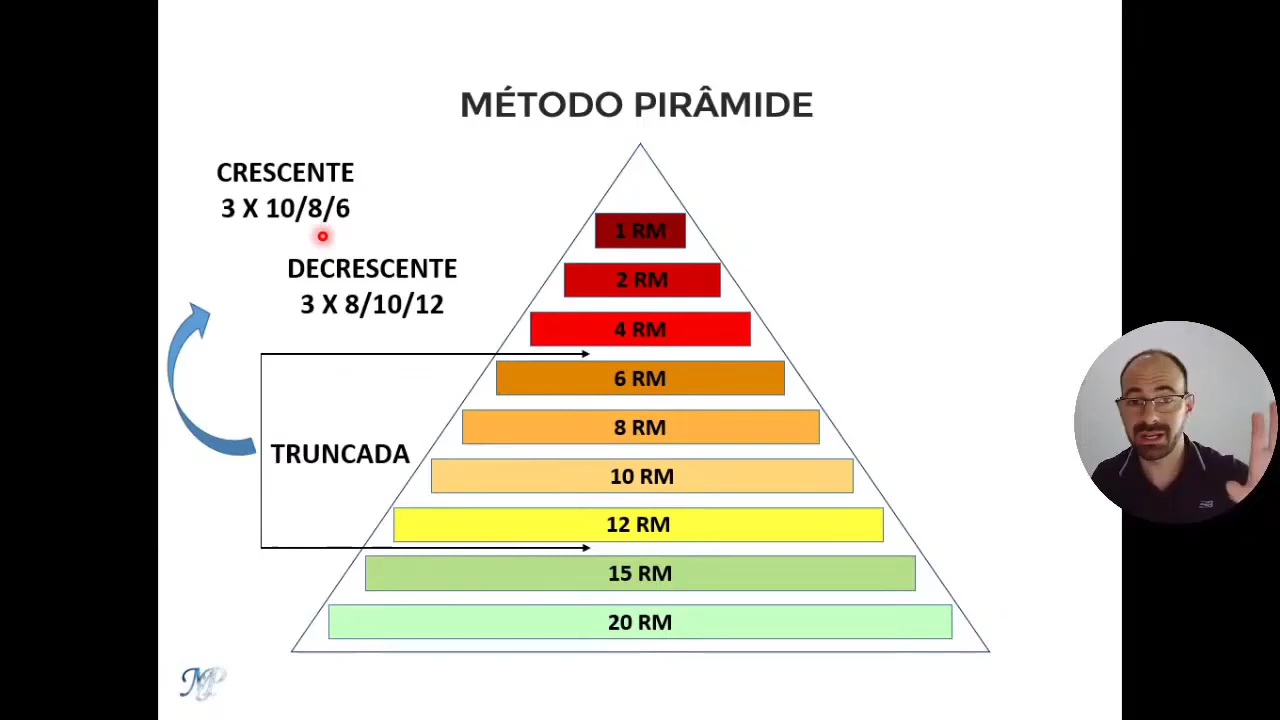 MÉTODO PIRÂMIDE
CRESCENTE
3 X 10/8/6
DECRESCENTE
3 X 8/10/12
TRUNCADA
1 RM
2 RM
4 RM
6 RM
8 RM
10 RM
12 RM
15 RM
20 RM
MP